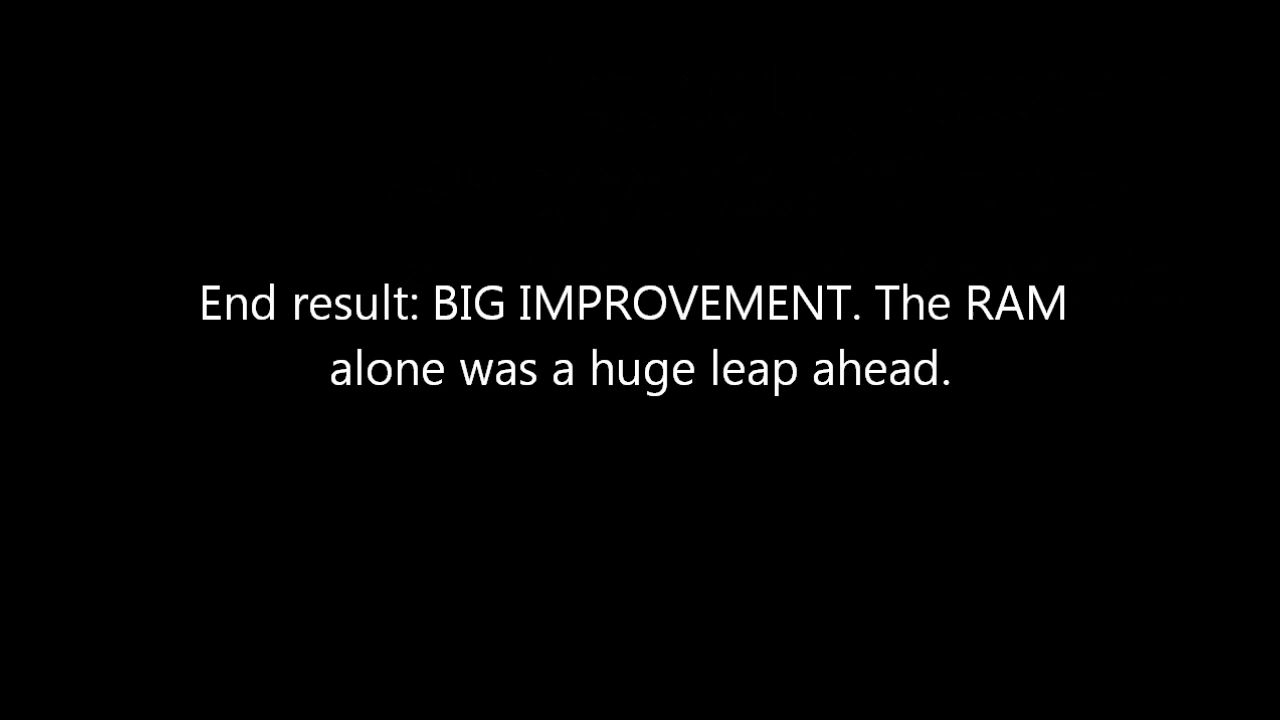 End result: BIG IMPROVEMENT. The RAM
alone was a huge leap ahead.